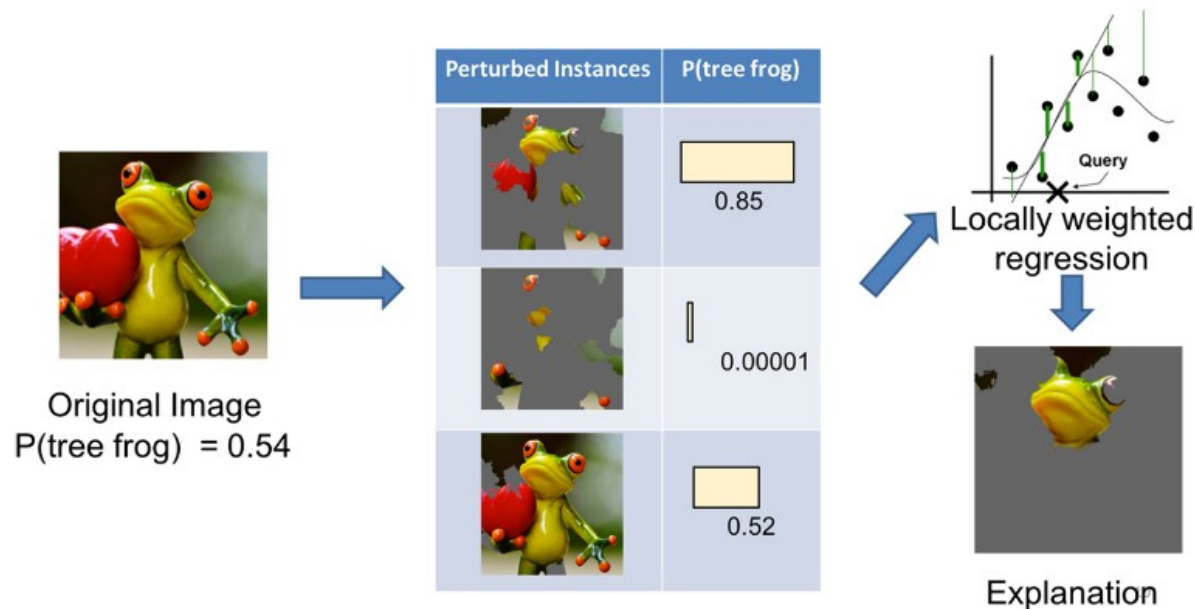 Original Image
P(tree frog) = 0.54
Perturbed Instances
P(tree frog)
0.85
0.00001
0.52
Query
Locally weighted
regression
Explanation